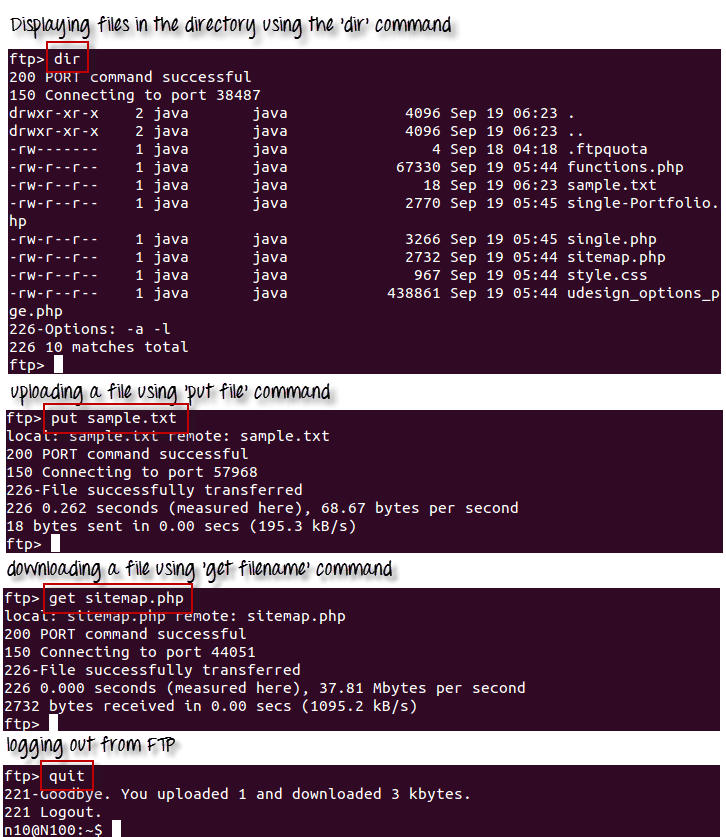 Displaying files in the directory using the 'dir' command
ftp> dir
200 PORT command successful
150 Connecting to port 38487
drwxr-xr-x    2 java       java             4096 Sep 19 06:23 .
drwxr-xr-x    2 java       java             4096 Sep 19 06:23 ..
-rw-------    1 java       java                4 Sep 18 04:18 .ftpquota
-rw-r--r--    1 java       java            67330 Sep 19 05:44 functions.php
-rw-r--r--    1 java       java               18 Sep 19 06:23 sample.txt
-rw-r--r--    1 java       java             2770 Sep 19 05:45 single-Portfolio.
hp
-rw-r--r--    1 java       java             3266 Sep 19 05:45 single.php
-rw-r--r--    1 java       java             2732 Sep 19 05:44 sitemap.php
-rw-r--r--    1 java       java              967 Sep 19 05:44 style.css
-rw-r--r--    1 java       java           438861 Sep 19 05:44 udesign_options_p
ge.php
226-Options: -a -l
226 10 matches total
ftp>
uploading a file using 'put file' command
ftp> put sample.txt
local: sample.txt remote: sample.txt
200 PORT command successful
150 Connecting to port 57968
226-File successfully transferred
226 0.262 seconds (measured here), 68.67 bytes per second
18 bytes sent in 0.00 secs (195.3 kB/s)
ftp>
downloading a file using 'get filename' command
ftp> get sitemap.php
local: sitemap.php remote: sitemap.php
200 PORT command successful
150 Connecting to port 44051
226-File successfully transferred
226 0.000 seconds (measured here), 37.81 Mbytes per second
2732 bytes received in 0.00 secs (1095.2 kB/s)
ftp>
logging out from FTP
ftp> quit
221-Goodbye. You uploaded 1 and downloaded 3 kbytes.
221 Logout.
n10@N100:~$